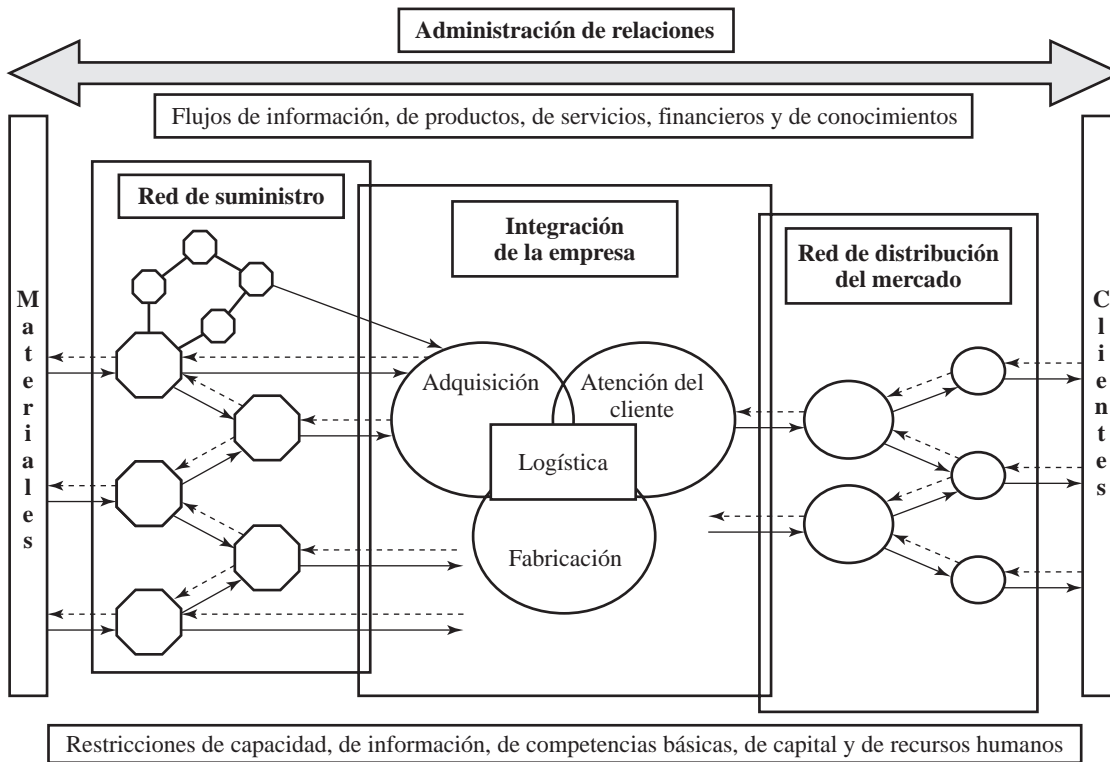 Administración de relaciones
Flujos de información, de productos, de servicios, financieros y de conocimientos
Red de suministro
Integración
de la empresa
Red de distribución
del mercado
Materiales
Clientes
Adquisición
Atención del
cliente
Logística
Fabricación
Restricciones de capacidad, de información, de competencias básicas, de capital y de recursos humanos